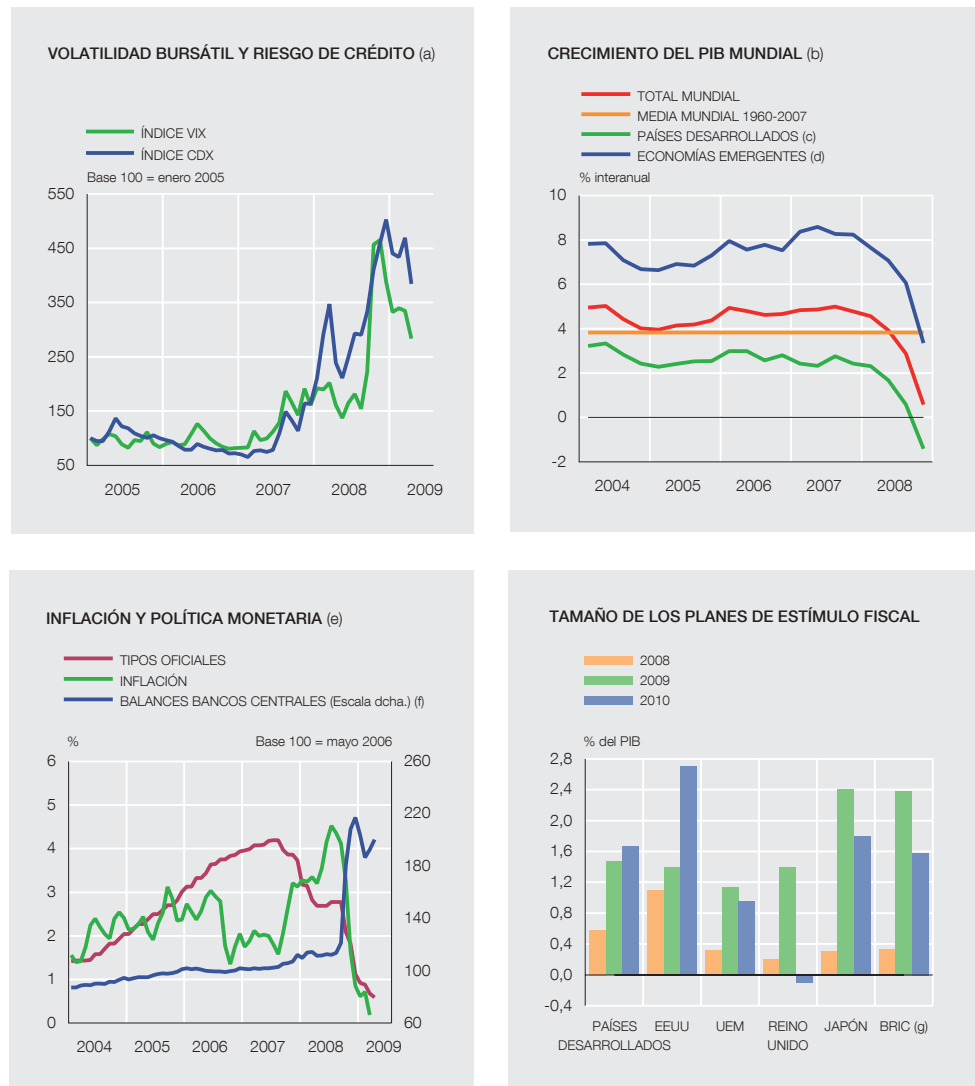 VOLATILIDAD BURSÁTIL Y RIESGO DE CRÉDITO (a)
ÍNDICE VIX
ÍNDICE CDX
Base 100 = enero 2005
550
450
350
250
150
50
2005 2006 2007 2008 2009
CRECIMIENTO DEL PIB MUNDIAL (b)
TOTAL MUNDIAL
MEDIA MUNDIAL 1960-2007
PAÍSES DESARROLLADOS (c)
ECONOMÍAS EMERGENTES (d)
% interanual
10
8
6
4
2
0
-2
2004 2005 2006 2007 2008
INFLACIÓN Y POLÍTICA MONETARIA (e)
TIPOS OFICIALES
INFLACIÓN
BALANCES BANCOS CENTRALES (Escala dcha.) (f)
% Base 100 = mayo 2006
6 260
5 220
4 180
3 140
2 100
1
0 60
2004 2005 2006 2007 2008 2009
TAMAÑO DE LOS PLANES DE ESTÍMULO FISCAL
2008
2009
2010
% del PIB
2,8
2,4
2,0
1,6
1,2
0,8
0,4
0,0
-0,4
PAÍSES EEUU UEM REINO JAPÓN BRIC (g)
DESARROLLADOS UNIDO